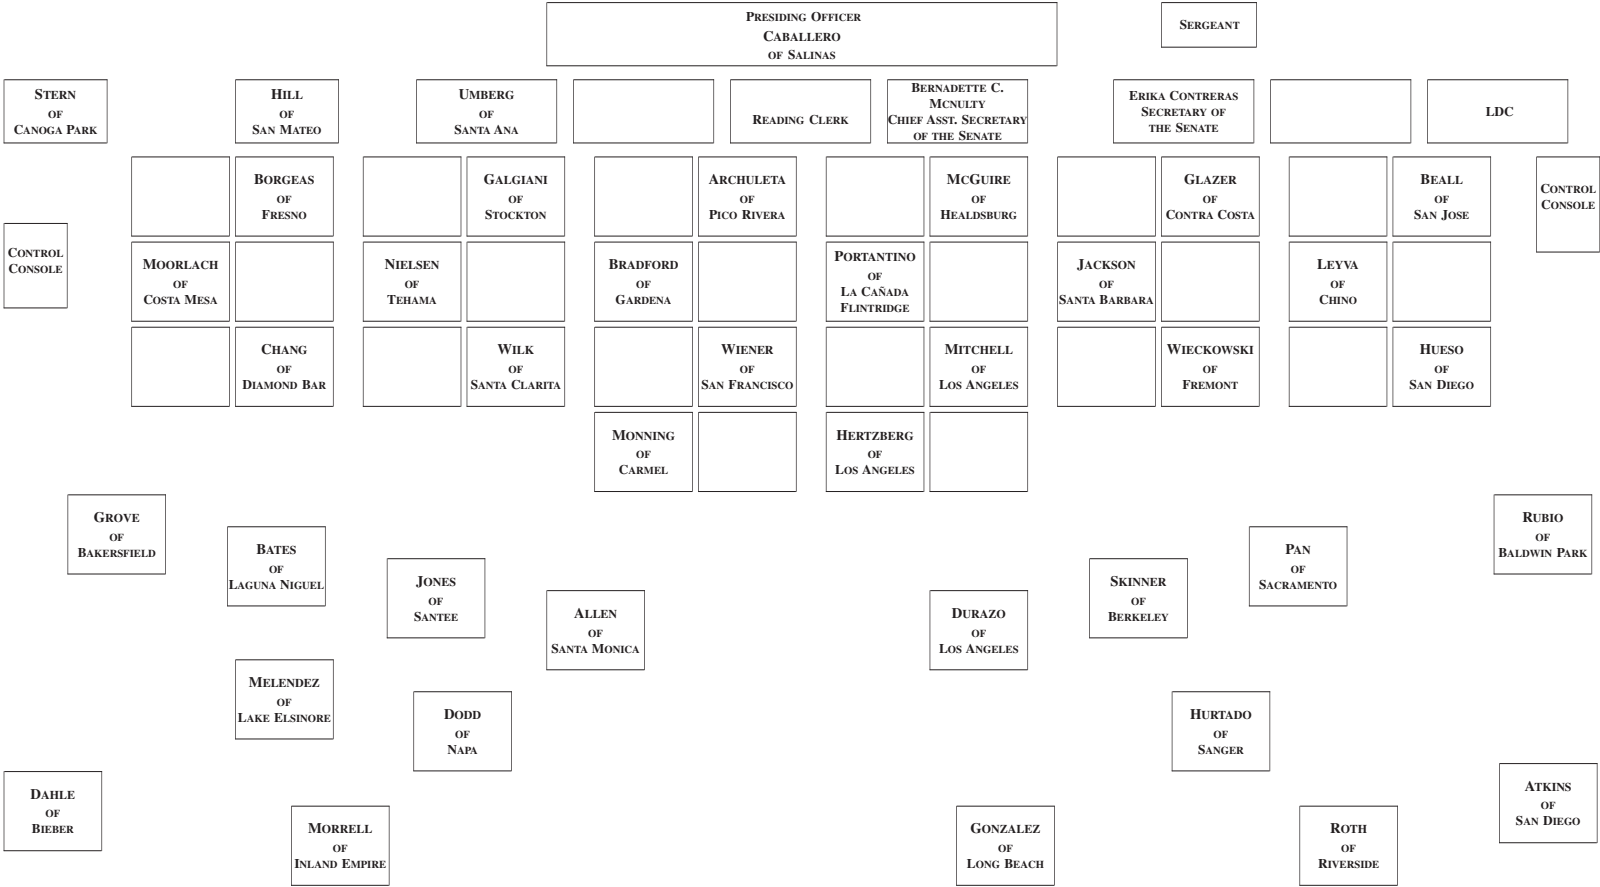 Presiding Officer
Caballero
of Salinas
Sergeant
Stern
of
Canoga Park
Hill
of
San Mateo
Umberg
of
Santa Ana
Reading Clerk
Bernadette C.
McNulty
Chief Asst. Secretary
of the Senate
Erika Contreras
Secretary of
the Senate
LDC
Borgeas
of
Fresno
Galgiani
of
Stockton
Archuleta
of
Pico Rivera
McGuire
of
Healdsburg
Glazer
of
Contra Costa
Beall
of
San Jose
Control
Console
Control
Console
Moorlach
of
Costa Mesa
Nielsen
of
Tehama
Bradford
of
Gardena
Portantino
of
La Cañada
Flintridge
Jackson
of
Santa Barbara
Leyva
of
Chino
Chang
of
Diamond Bar
Wilk
of
Santa Clarita
Wiener
of
San Francisco
Mitchell
of
Los Angeles
Wieckowski
of
Fremont
Hueso
of
San Diego
Monning
of
Carmel
Hertzberg
of
Los Angeles
Grove
of
Bakersfield
Bates
of
Laguna Niguel
Jones
of
Santee
Allen
of
Santa Monica
Durazo
of
Los Angeles
Skinner
of
Berkeley
Pan
of
Sacramento
Rubio
of
Baldwin Park
Melendez
of
Lake Elsinore
Dodd
of
Napa
Hurtado
of
Sanger
Dahle
of
Bieber
Morrell
of
Inland Empire
Gonzalez
of
Long Beach
Roth
of
Riverside
Atkins
of
San Diego